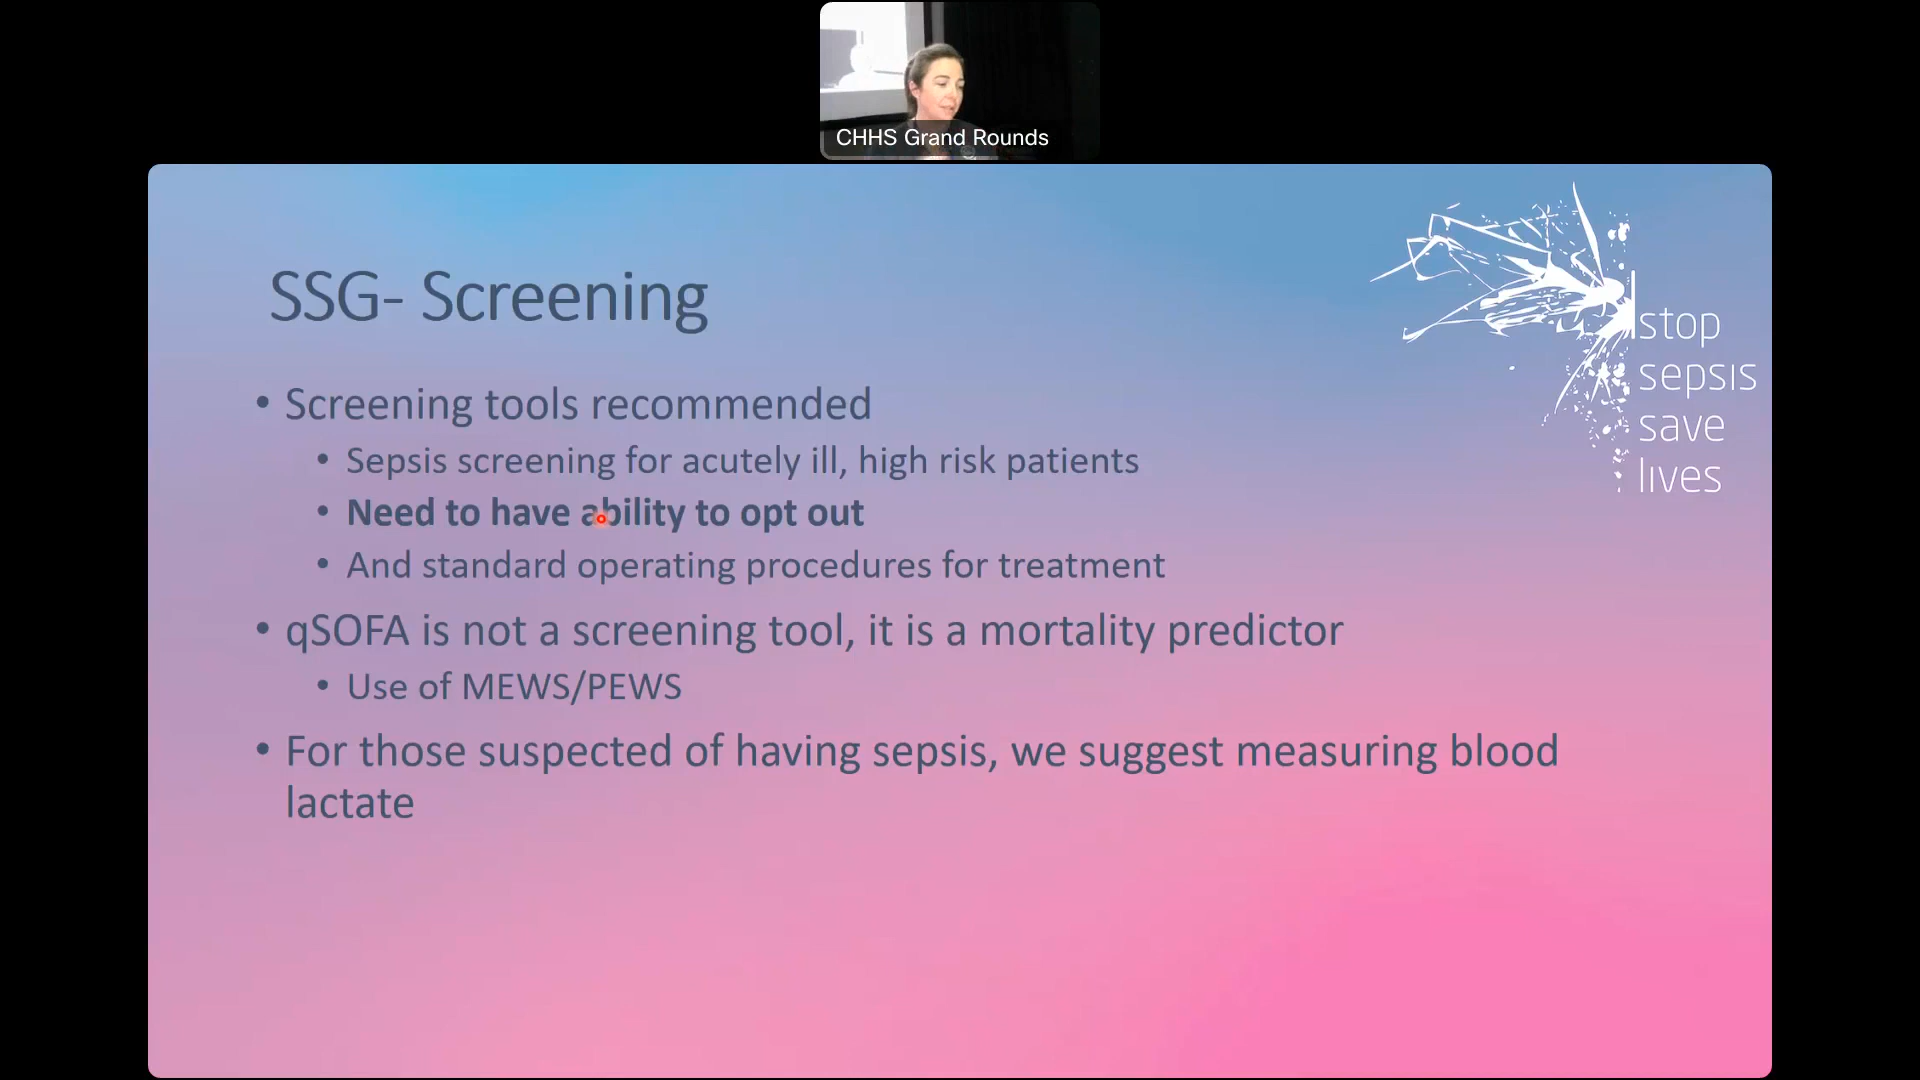 CHHS Grand Rounds
SSG- Screening
• Screening tools recommended
• Sepsis screening for acutely ill, high risk patients
• Need to have ability to opt out
• And standard operating procedures for treatment
• qSOFA is not a screening tool, it is a mortality predictor
• Use of MEWS/PEWS
• For those suspected of having sepsis, we suggest measuring blood
lactate
stop
sepsis
save
lives